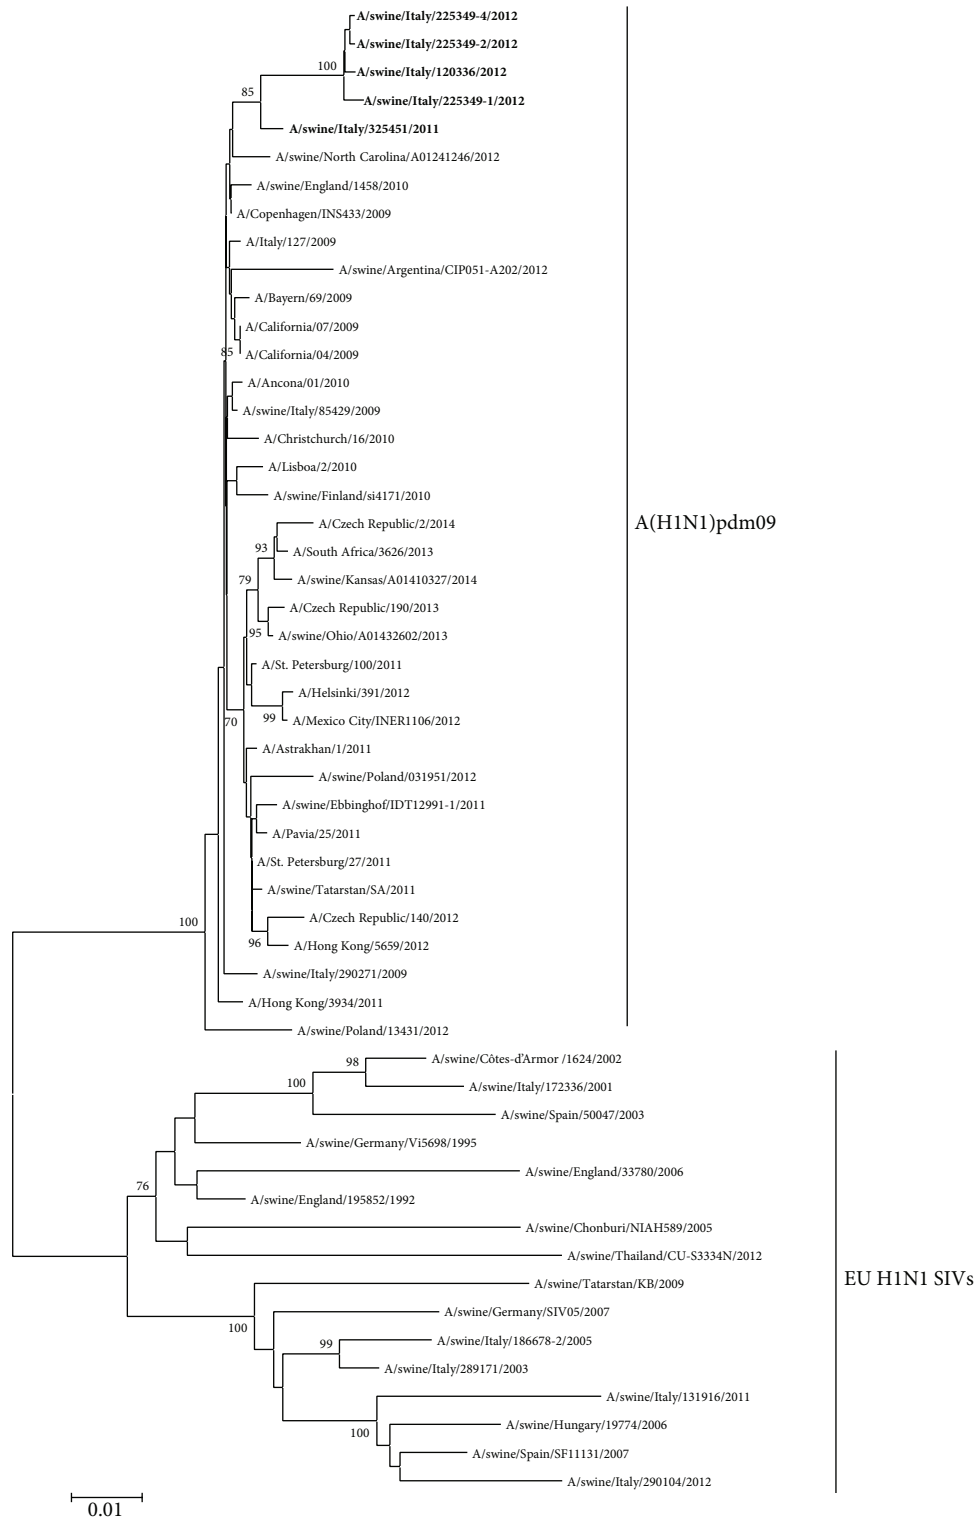 A/swine/Italy/225349-4/2012
A/swine/Italy/225349-2/2012
100
A/swine/Italy/120336/2012
85
A/swine/Italy/225349-1/2012
A/swine/Italy/325451/2011
A/swine/North Carolina/A01241246/2012
A/swine/England/1458/2010
A/Copenhagen/INS433/2009
A/Italy/127/2009
A/swine/Argentina/CIP051-A202/2012
A/Bayern/69/2009
A/California/07/2009
85
A/California/04/2009
A/Ancona/01/2010
A/swine/Italy/85429/2009
A/Christchurch/16/2010
A/Lisboa/2/2010
A/swine/Finland/si4171/2010
A/Czech Republic/2/2014
A(H1N1)pdm09
93
A/South Africa/3626/2013
79
A/swine/Kansas/A01410327/2014
A/Czech Republic/190/2013
95
A/swine/Ohio/A01432602/2013
A/St. Petersburg/100/2011
A/Helsinki/391/2012
99
A/Mexico City/INER1106/2012
70
A/Astrakhan/1/2011
A/swine/Poland/031951/2012
A/swine/Ebbinghof/IDT12991-1/2011
A/Pavia/25/2011
A/St. Petersburg/27/2011
A/swine/Tatarstan/SA/2011
A/Czech Republic/140/2012
100
96
A/Hong Kong/5659/2012
A/swine/Italy/290271/2009
A/Hong Kong/3934/2011
A/swine/Poland/13431/2012
98
A/swine/Côtes-d'Armor /1624/2002
100
A/swine/Italy/172336/2001
A/swine/Spain/50047/2003
A/swine/Germany/Vi5698/1995
A/swine/England/33780/2006
76
A/swine/England/195852/1992
A/swine/Chonburi/NIAH589/2005
A/swine/Thailand/CU-S3334N/2012
EU H1N1 SIVs
A/swine/Tatarstan/KB/2009
100
A/swine/Germany/SIV05/2007
99
A/swine/Italy/186678-2/2005
A/swine/Italy/289171/2003
A/swine/Italy/131916/2011
100
A/swine/Hungary/19774/2006
A/swine/Spain/SF11131/2007
A/swine/Italy/290104/2012
0.01